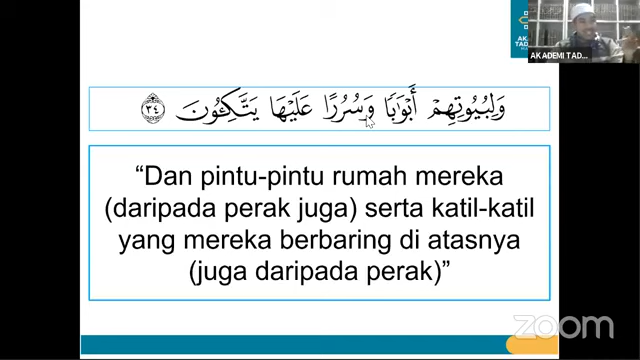 وَلِبُيُوتِهِمْ أَبْوَٰبًا وَسُرُرًا عَلَيْهَا يَتَّكِـُٔونَ ٣٤
“Dan pintu-pintu rumah mereka
(daripada perak juga) serta katil-katil
yang mereka berbaring di atasnya
(juga daripada perak)”
AKADEMI TAD...
zoom